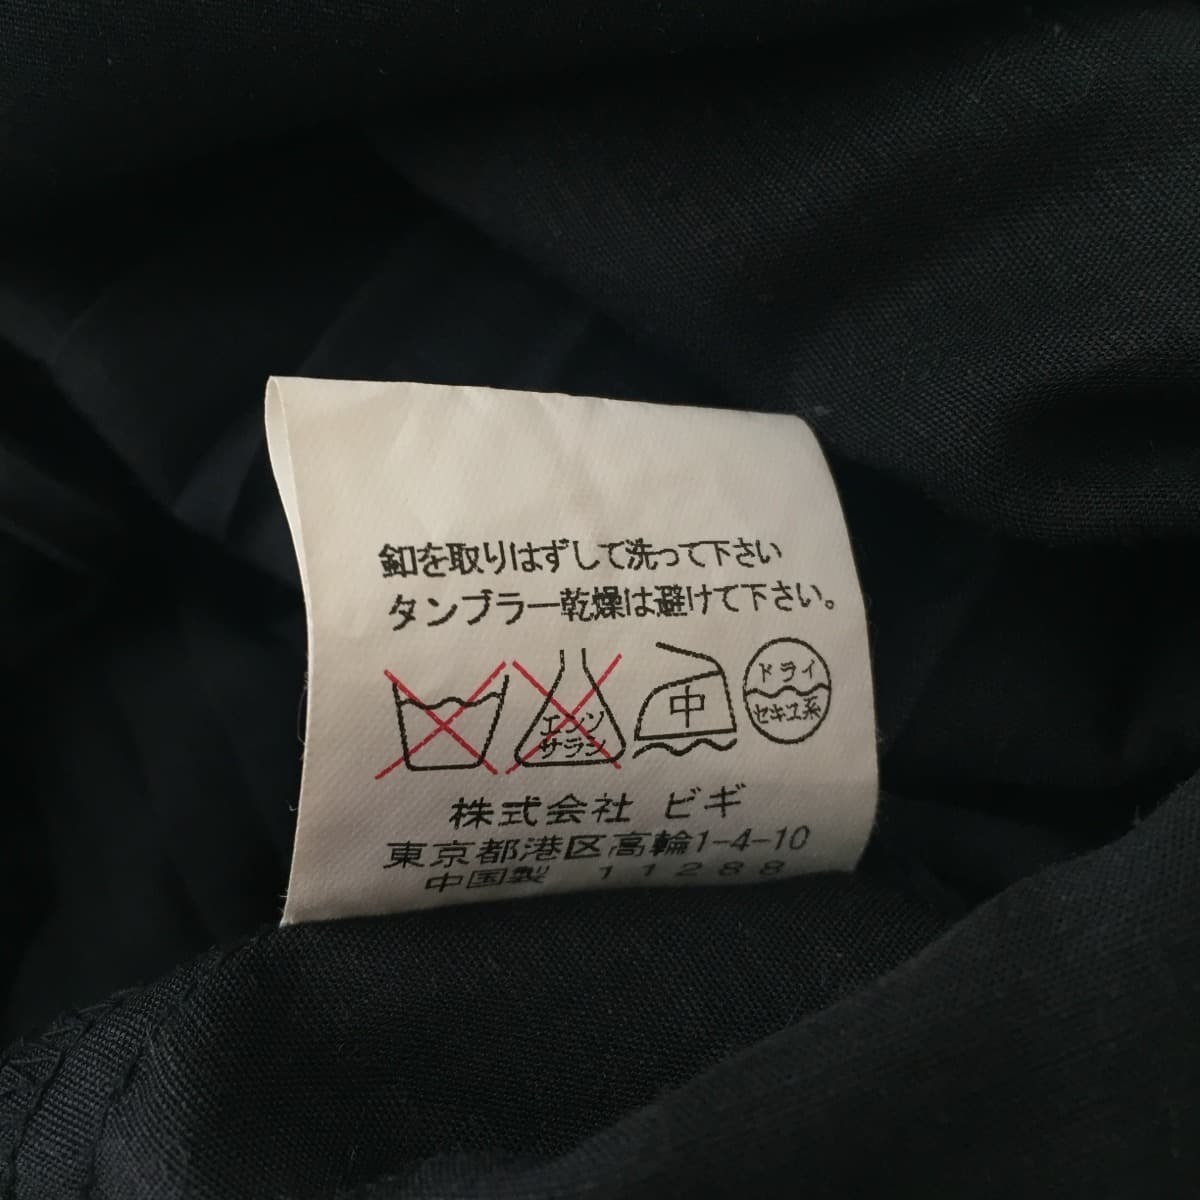 釦を取りはずして洗って下さい
タンブラー乾燥は避けて下さい。
エンソ
サラシ
中
ドライ
セキユ系
株式会社 ビギ
東京都港区高輪1-4-10
中国製 11288